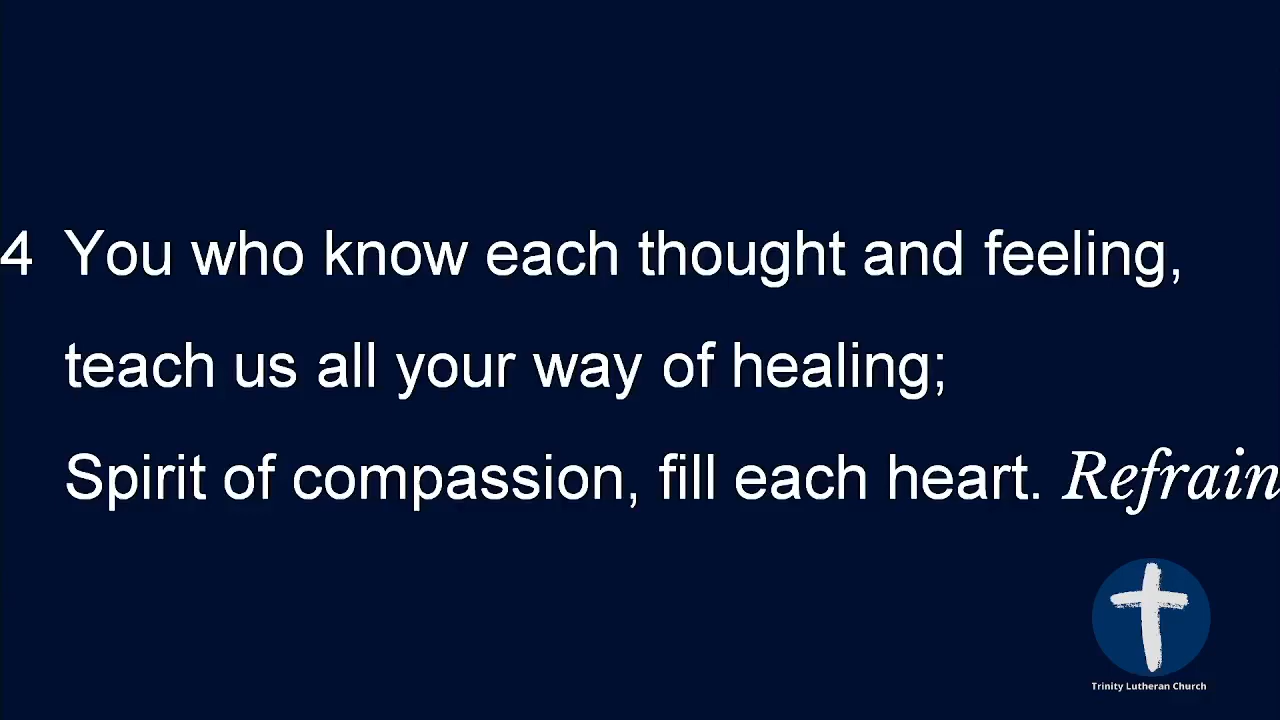 4 You who know each thought and feeling,
teach us all your way of healing;
Spirit of compassion, fill each heart. Refrain
Trinity Lutheran Church